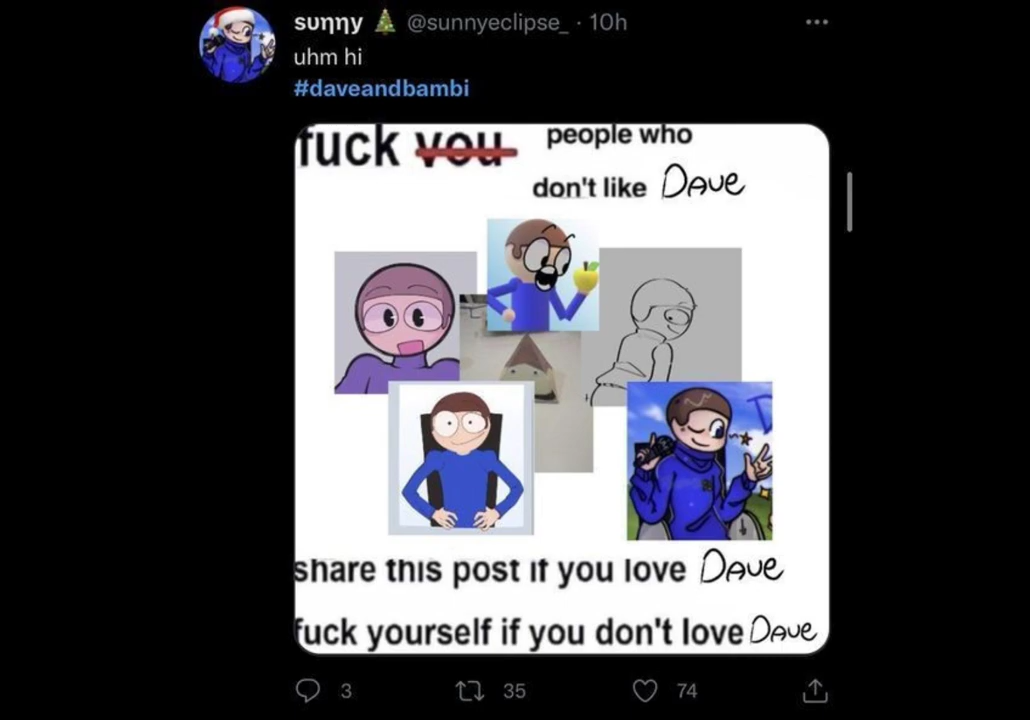 sυηηy 🎄 @sunnyeclipse_ · 10h
uhm hi
#daveandbambi
fuck you people who
don't like Dave
share this post if you love Dave
fuck yourself if you don't love Dave
3 35 74